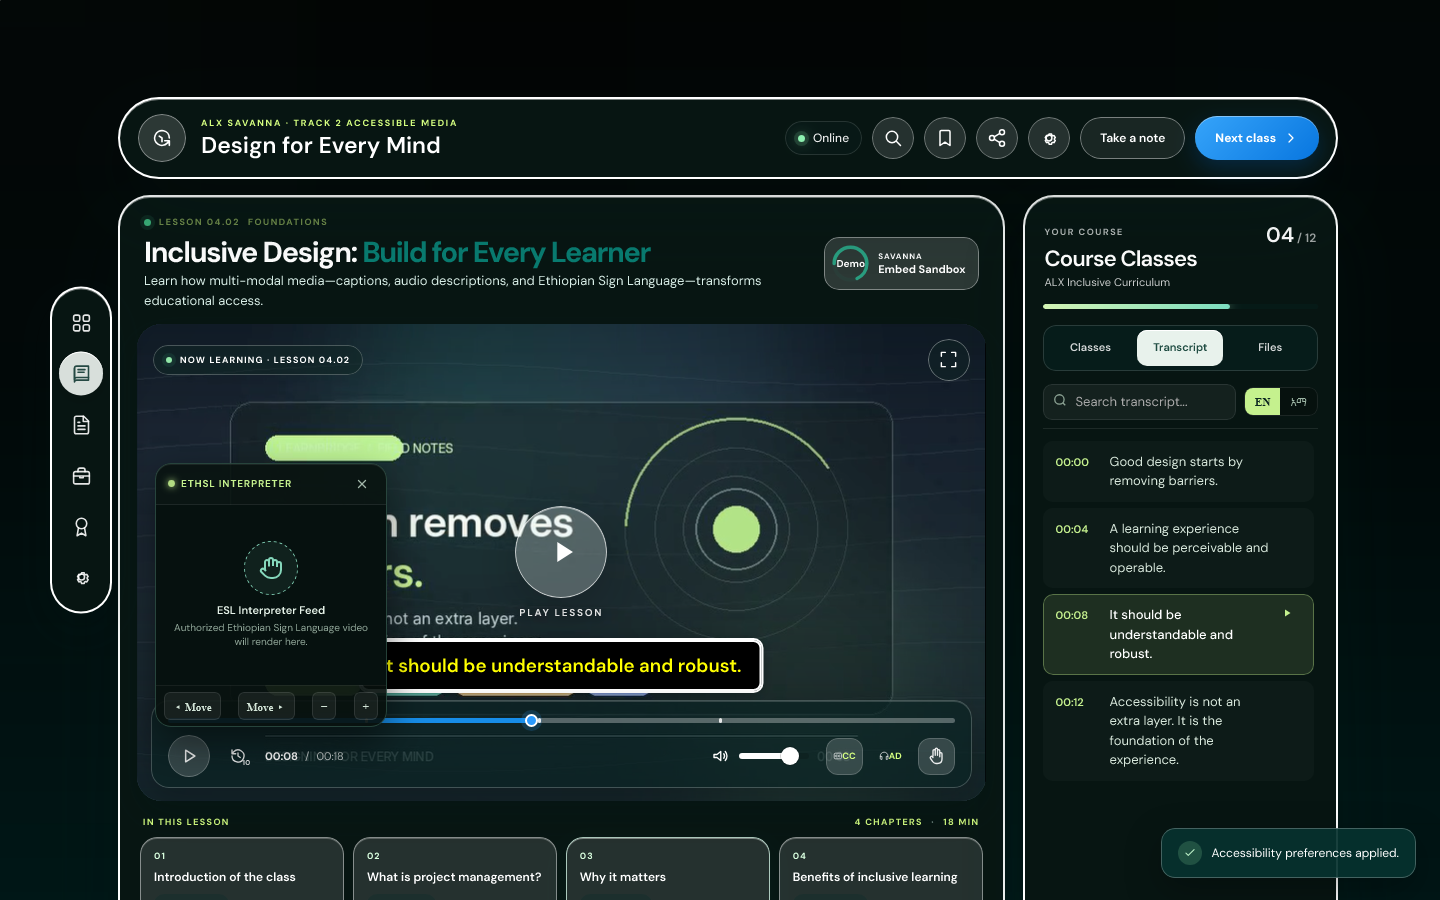 ALX SAVANNA · TRACK 2 ACCESSIBLE MEDIA
Design for Every Mind
Online
Take a note
Next class
LESSON 04.02 FOUNDATIONS
Inclusive Design: Build for Every Learner
Learn how multi-modal media—captions, audio descriptions, and Ethiopian Sign Language—transforms
educational access.
Demo
SAVANNA
Embed Sandbox
NOW LEARNING · LESSON 04.02
D NOTES
ETHSL INTERPRETER
n removes
rs.
not an extra layer.
PLAY LESSON
ESL Interpreter Feed
Authorized Ethiopian Sign Language video
will render here.
t should be understandable and robust.
Move
Move
−
+
00:08 / 00:18
FOR EVERY MIND
10
CC
AD
IN THIS LESSON
4 CHAPTERS · 18 MIN
01
Introduction of the class
02
What is project management?
03
Why it matters
04
Benefits of inclusive learning
YOUR COURSE
04 / 12
Course Classes
ALX Inclusive Curriculum
Classes
Transcript
Files
Search transcript...
EN
አማ
00:00
Good design starts by
removing barriers.
00:04
A learning experience
should be perceivable and
operable.
00:08
It should be
understandable and
robust.
00:12
Accessibility is not an
extra layer. It is the
foundation of the
experience.
Accessibility preferences applied.